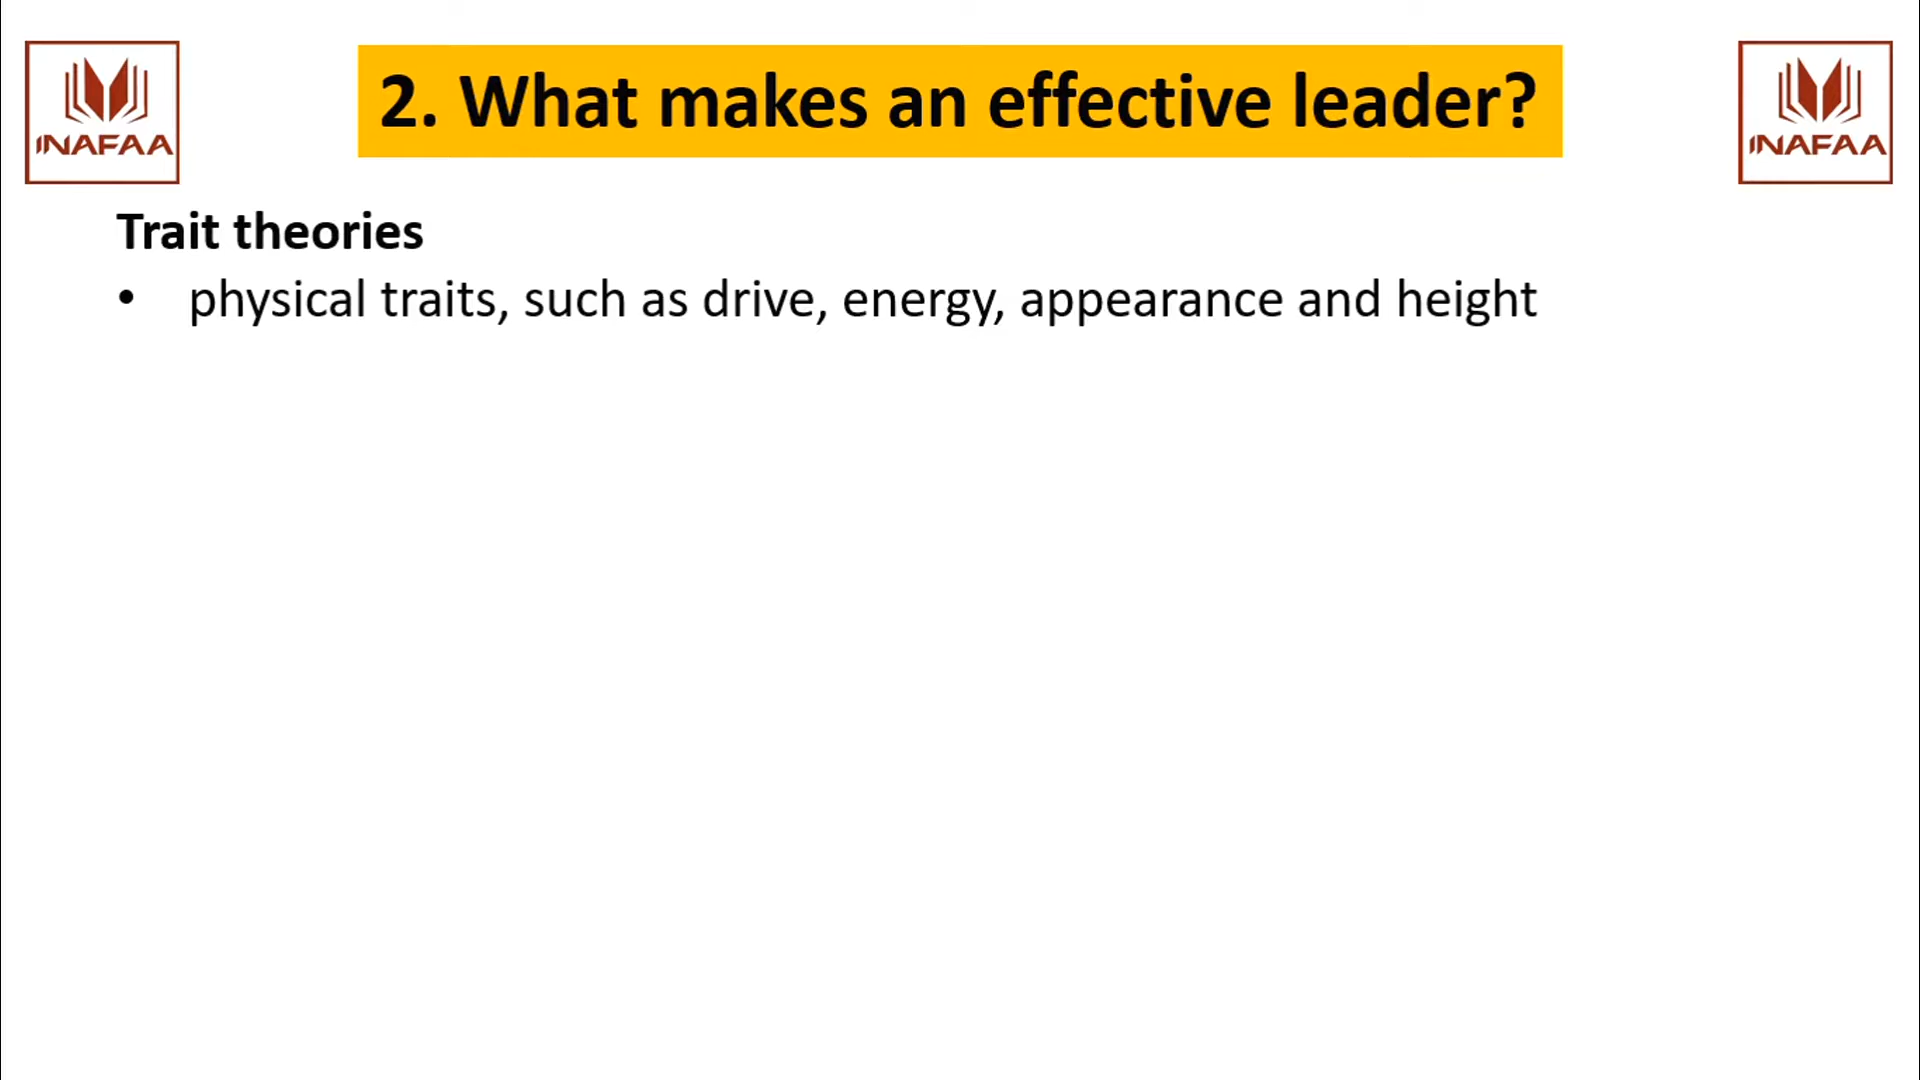 2. What makes an effective leader?
INAFAA
INAFAA
Trait theories
• physical traits, such as drive, energy, appearance and height